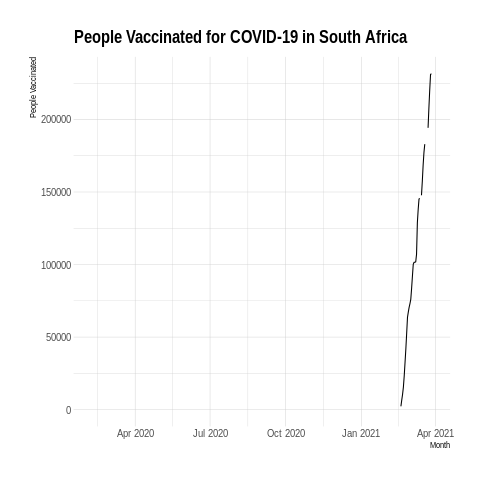 People Vaccinated for COVID-19 in South Africa
People Vaccinated
200000
150000
100000
50000
0
Apr 2020
Jul 2020
Oct 2020
Jan 2021
Apr 2021
Month